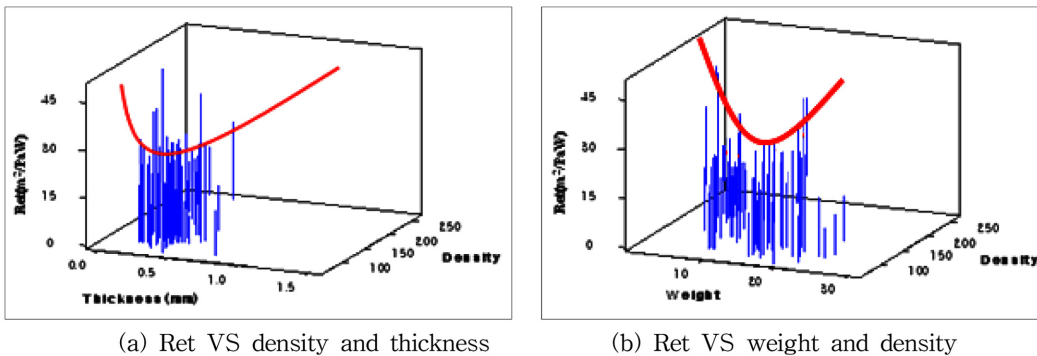 45
30
15
0
Ret(m²/PaW)
0.0
0.5
1.0
1.5
Thickness (mm)
100
150
200
250
Density
(a) Ret VS density and thickness
45
30
15
0
Ret(m²/PaW)
10
20
30
Weight
100
150
200
250
Density
(b) Ret VS weight and density